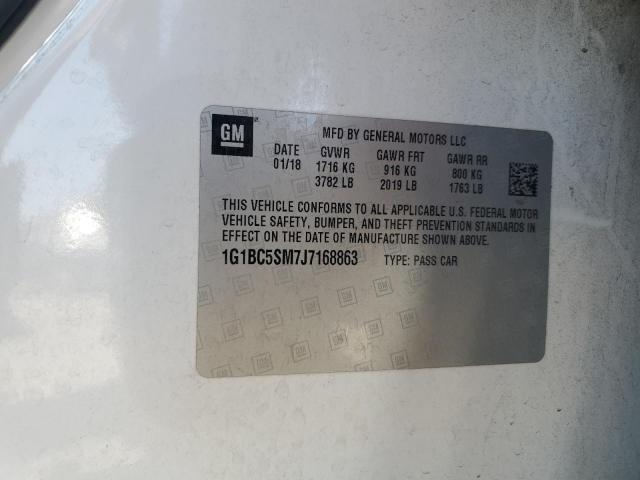 GM
MFD BY GENERAL MOTORS LLC
DATE GVWR GAWR FRT GAWR RR
01/18 1716 KG 916 KG 800 KG
3782 LB 2019 LB 1763 LB
THIS VEHICLE CONFORMS TO ALL APPLICABLE U.S. FEDERAL MOTOR
VEHICLE SAFETY, BUMPER, AND THEFT PREVENTION STANDARDS IN
EFFECT ON THE DATE OF MANUFACTURE SHOWN ABOVE.
1G1BC5SM7J7168863 TYPE: PASS CAR